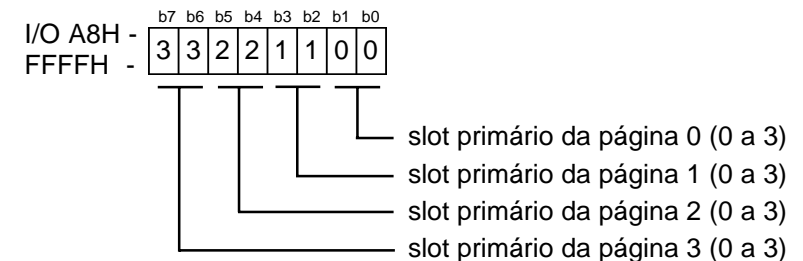 b7 b6 b5 b4 b3 b2 b1 b0
I/O A8H - 3 3 2 2 1 1 0 0
FFFFH -
slot primário da página 0 (0 a 3)
slot primário da página 1 (0 a 3)
slot primário da página 2 (0 a 3)
slot primário da página 3 (0 a 3)